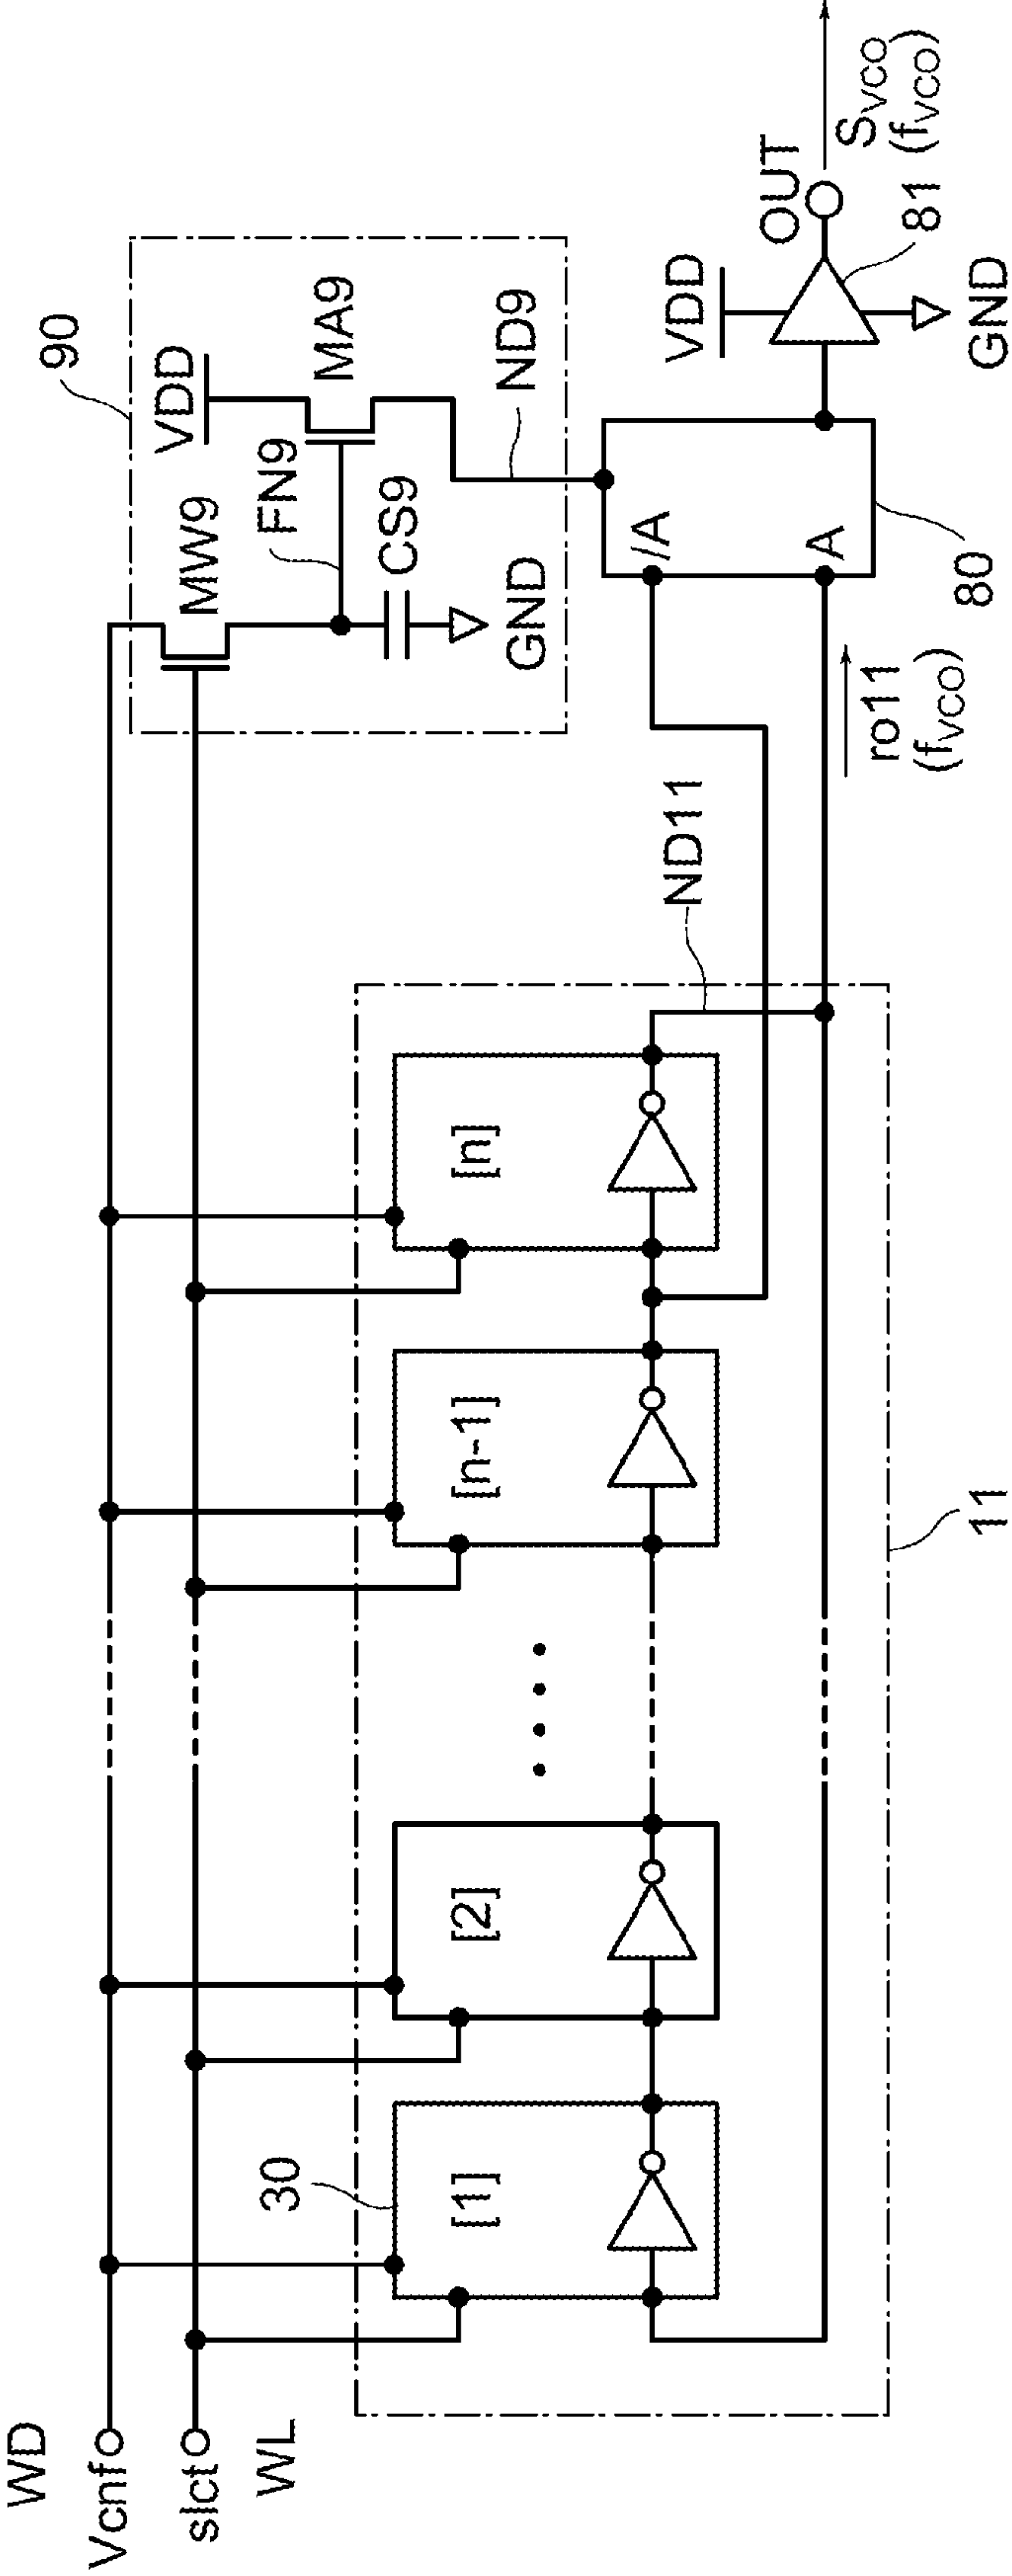 WD
Vcnf
slct
WL
30
[1]
[2]
[n-1]
[n]
11
ND11
90
VDD
MW9
MA9
FN9
CS9
GND
ND9
/A
A
80
ro11
(fVCO)
VDD
OUT
81
GND
SVCO
(fVCO)